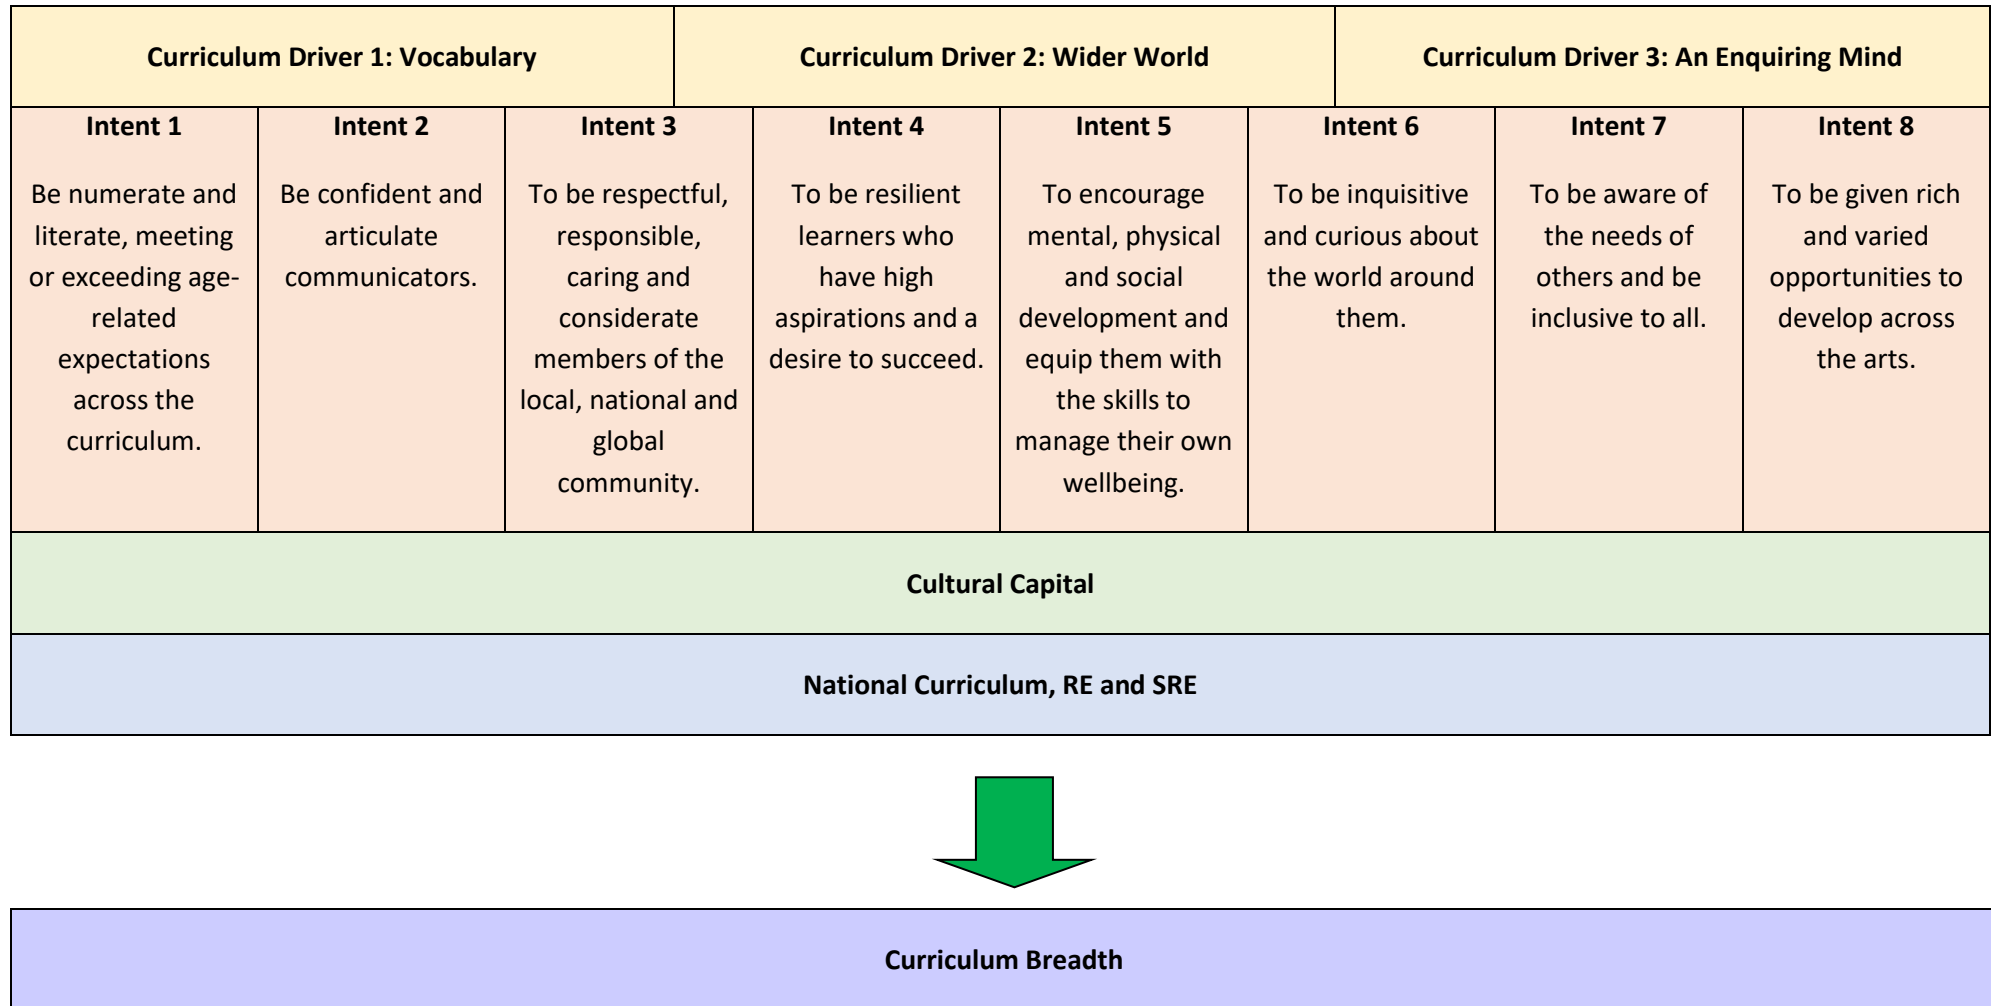 Curriculum Driver 1: Vocabulary
Curriculum Driver 2: Wider World
Curriculum Driver 3: An Enquiring Mind
Intent 1
Be numerate and
literate, meeting
or exceeding age-
related
expectations
across the
curriculum.
Intent 2
Be confident and
articulate
communicators.
Intent 3
To be respectful,
responsible,
caring and
considerate
members of the
local, national and
global
community.
Intent 4
To be resilient
learners who
have high
aspirations and a
desire to succeed.
Intent 5
To encourage
mental, physical
and social
development and
equip them with
the skills to
manage their own
wellbeing.
Intent 6
To be inquisitive
and curious about
the world around
them.
Intent 7
To be aware of
the needs of
others and be
inclusive to all.
Intent 8
To be given rich
and varied
opportunities to
develop across
the arts.
Cultural Capital
National Curriculum, RE and SRE
Curriculum Breadth